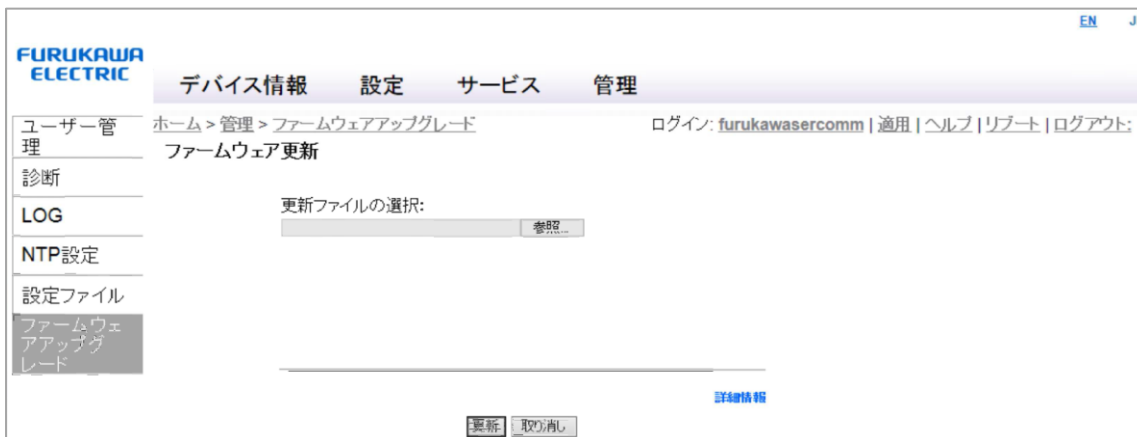 EN J
FURUKAWA
ELECTRIC
デバイス情報 設定 サービス 管理
ユーザー管
理
診断
LOG
NTP設定
設定ファイル
ファームウェ
アアップグ
レード
ホーム > 管理 > ファームウェアアップグレード
ログイン: furukawasercomm | 適用 | ヘルプ | リブート | ログアウト:
ファームウェア更新
更新ファイルの選択:
参照...
詳細情報
更新 取り消し